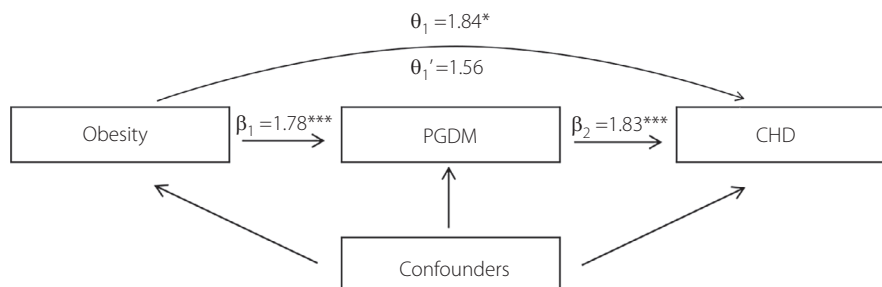 θ₁ =1.84*
θ₁'=1.56
Obesity
β₁ =1.78***
PGDM
β₂ =1.83***
CHD
Confounders